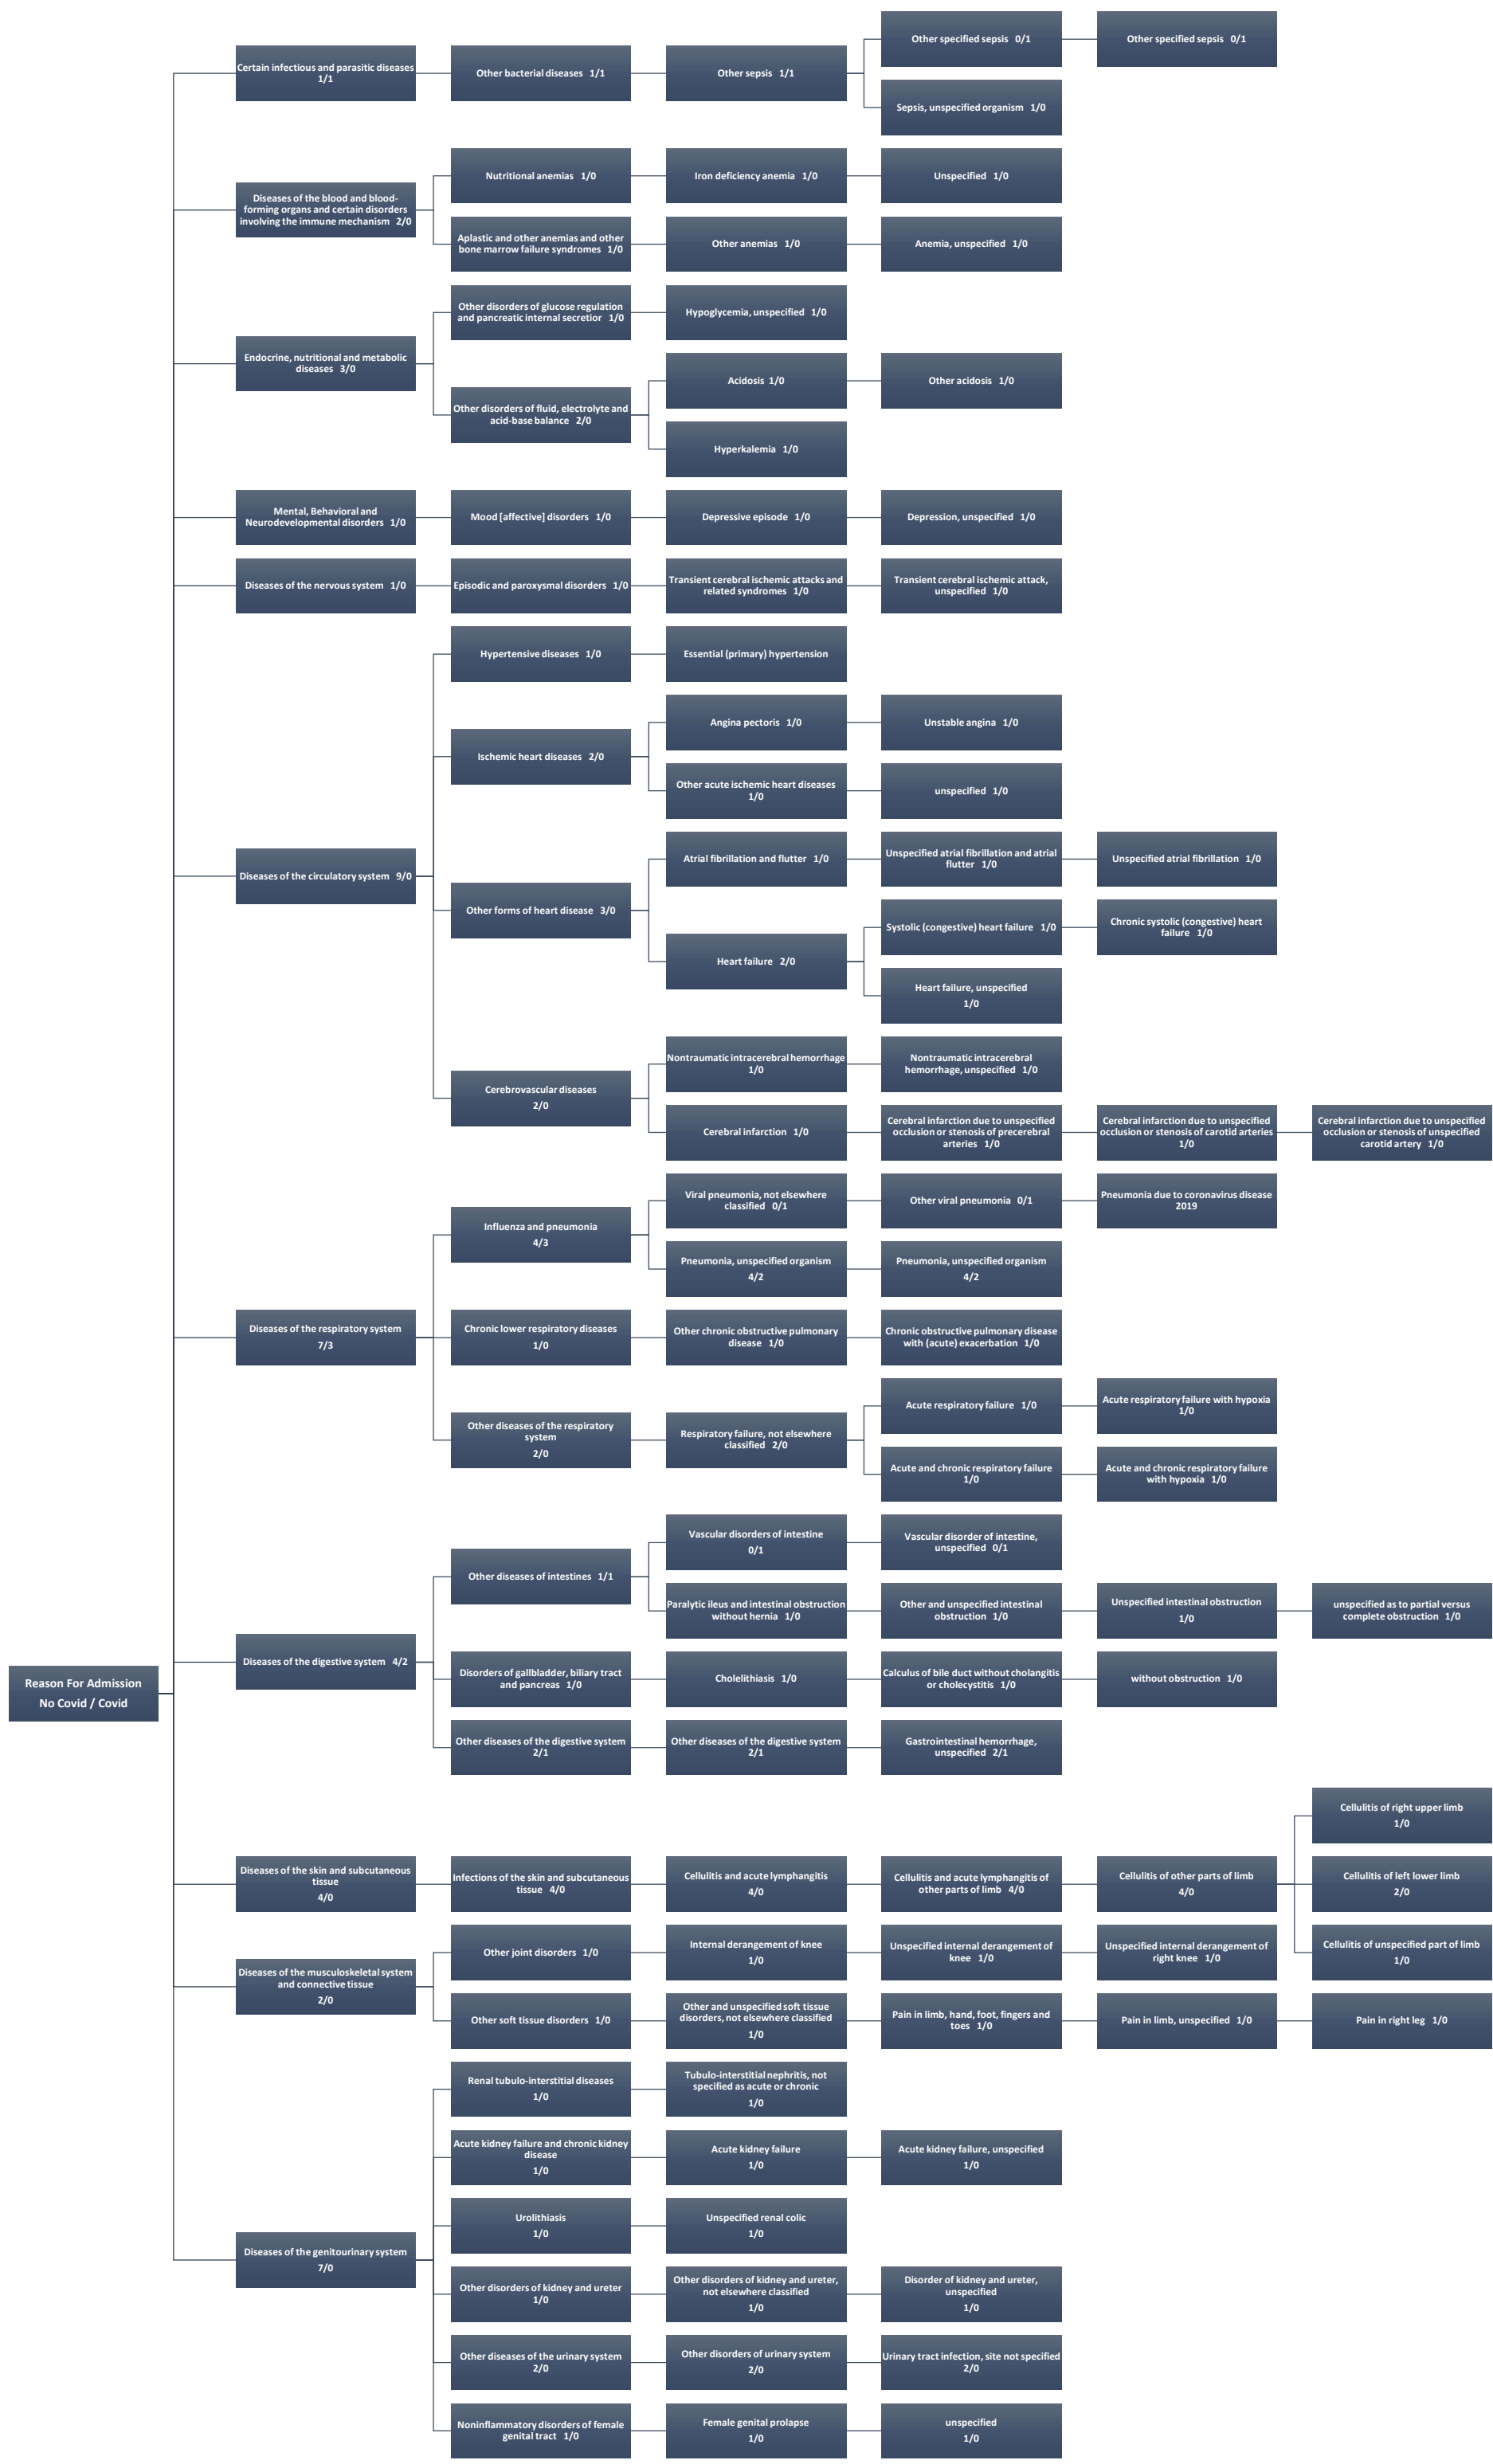 Other specified sepsis 0/1
Other specified sepsis 0/1
Certain infectious and parasitic diseases
1/1
Other bacterial diseases 1/1
Other sepsis 1/1
Sepsis, unspecified organism 1/0
Nutritional anemias 1/0
Iron deficiency anemia 1/0
Unspecified 1/0
Diseases of the blood and blood-
forming organs and certain disorders
involving the immune mechanism 2/0
Aplastic and other anemias and other
bone marrow failure syndromes 1/0
Other anemias 1/0
Anemia, unspecified 1/0
Other disorders of glucose regulation
and pancreatic internal secretior 1/0
Hypoglycemia, unspecified 1/0
Endocrine, nutritional and metabolic
diseases 3/0
Acidosis 1/0
Other acidosis 1/0
Other disorders of fluid, electrolyte and
acid-base balance 2/0
Hyperkalemia 1/0
Mental, Behavioral and
Neurodevelopmental disorders 1/0
Mood [affective] disorders 1/0
Depressive episode 1/0
Depression, unspecified 1/0
Diseases of the nervous system 1/0
Episodic and paroxysmal disorders 1/0
Transient cerebral ischemic attacks and
related syndromes 1/0
Transient cerebral ischemic attack,
unspecified 1/0
Hypertensive diseases 1/0
Essential (primary) hypertension
Angina pectoris 1/0
Unstable angina 1/0
Ischemic heart diseases 2/0
Other acute ischemic heart diseases
1/0
unspecified 1/0
Diseases of the circulatory system 9/0
Atrial fibrillation and flutter 1/0
Unspecified atrial fibrillation and atrial
flutter 1/0
Unspecified atrial fibrillation 1/0
Other forms of heart disease 3/0
Systolic (congestive) heart failure 1/0
Chronic systolic (congestive) heart
failure 1/0
Heart failure 2/0
Heart failure, unspecified
1/0
Nontraumatic intracerebral hemorrhage
1/0
Nontraumatic intracerebral
hemorrhage, unspecified 1/0
Cerebrovascular diseases
2/0
Cerebral infarction 1/0
Cerebral infarction due to unspecified
occlusion or stenosis of precerebral
arteries 1/0
Cerebral infarction due to unspecified
occlusion or stenosis of carotid arteries
1/0
Cerebral infarction due to unspecified
occlusion or stenosis of unspecified
carotid artery 1/0
Viral pneumonia, not elsewhere
classified 0/1
Other viral pneumonia 0/1
Pneumonia due to coronavirus disease
2019
Influenza and pneumonia
4/3
Pneumonia, unspecified organism
4/2
Pneumonia, unspecified organism
4/2
Diseases of the respiratory system
7/3
Chronic lower respiratory diseases
1/0
Other chronic obstructive pulmonary
disease 1/0
Chronic obstructive pulmonary disease
with (acute) exacerbation 1/0
Acute respiratory failure 1/0
Acute respiratory failure with hypoxia
1/0
Other diseases of the respiratory
system
2/0
Respiratory failure, not elsewhere
classified 2/0
Acute and chronic respiratory failure
1/0
Acute and chronic respiratory failure
with hypoxia 1/0
Vascular disorders of intestine
0/1
Vascular disorder of intestine,
unspecified 0/1
Other diseases of intestines 1/1
Paralytic ileus and intestinal obstruction
without hernia 1/0
Other and unspecified intestinal
obstruction 1/0
Unspecified intestinal obstruction
1/0
unspecified as to partial versus
complete obstruction 1/0
Diseases of the digestive system 4/2
Reason For Admission
No Covid / Covid
Disorders of gallbladder, biliary tract
and pancreas 1/0
Cholelithiasis 1/0
Calculus of bile duct without cholangitis
or cholecystitis 1/0
without obstruction 1/0
Other diseases of the digestive system
2/1
Other diseases of the digestive system
2/1
Gastrointestinal hemorrhage,
unspecified 2/1
Cellulitis of right upper limb
1/0
Diseases of the skin and subcutaneous
tissue
4/0
Infections of the skin and subcutaneous
tissue 4/0
Cellulitis and acute lymphangitis
4/0
Cellulitis and acute lymphangitis of
other parts of limb 4/0
Cellulitis of other parts of limb
4/0
Cellulitis of left lower limb
2/0
Cellulitis of unspecified part of limb
1/0
Other joint disorders 1/0
Internal derangement of knee
1/0
Unspecified internal derangement of
knee 1/0
Unspecified internal derangement of
right knee 1/0
Diseases of the musculoskeletal system
and connective tissue
2/0
Other soft tissue disorders 1/0
Other and unspecified soft tissue
disorders, not elsewhere classified
1/0
Pain in limb, hand, foot, fingers and
toes 1/0
Pain in limb, unspecified 1/0
Pain in right leg 1/0
Renal tubulo-interstitial diseases
1/0
Tubulo-interstitial nephritis, not
specified as acute or chronic
1/0
Acute kidney failure and chronic kidney
disease
1/0
Acute kidney failure
1/0
Acute kidney failure, unspecified
1/0
Urolithiasis
1/0
Unspecified renal colic
1/0
Diseases of the genitourinary system
7/0
Other disorders of kidney and ureter
1/0
Other disorders of kidney and ureter,
not elsewhere classified
1/0
Disorder of kidney and ureter,
unspecified
1/0
Other diseases of the urinary system
2/0
Other disorders of urinary system
2/0
Urinary tract infection, site not specified
2/0
Noninflammatory disorders of female
genital tract 1/0
Female genital prolapse
1/0
unspecified
1/0